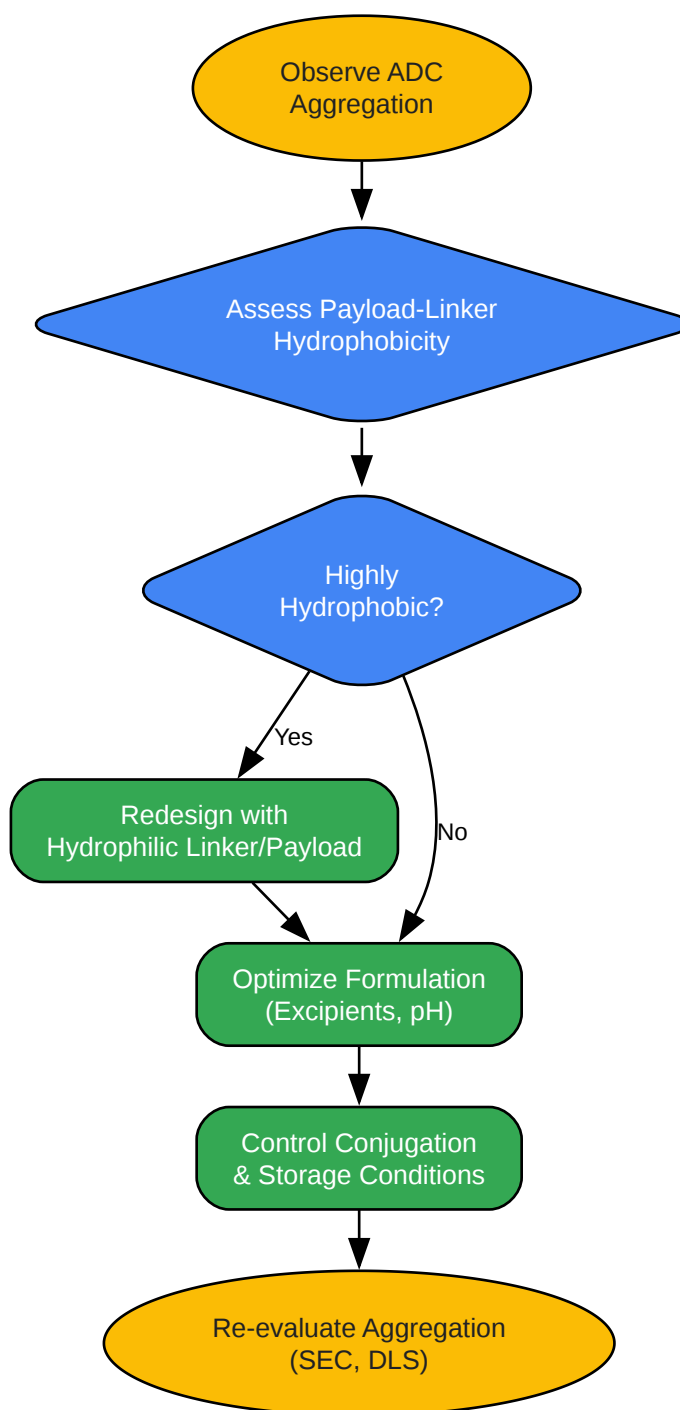 Observe ADC
Aggregation
Assess Payload-Linker
Hydrophobicity
Highly
Hydrophobic?
Yes
Redesign with
Hydrophilic Linker/Payload
No
Optimize Formulation
(Excipients, pH)
Control Conjugation
& Storage Conditions
Re-evaluate Aggregation
(SEC, DLS)